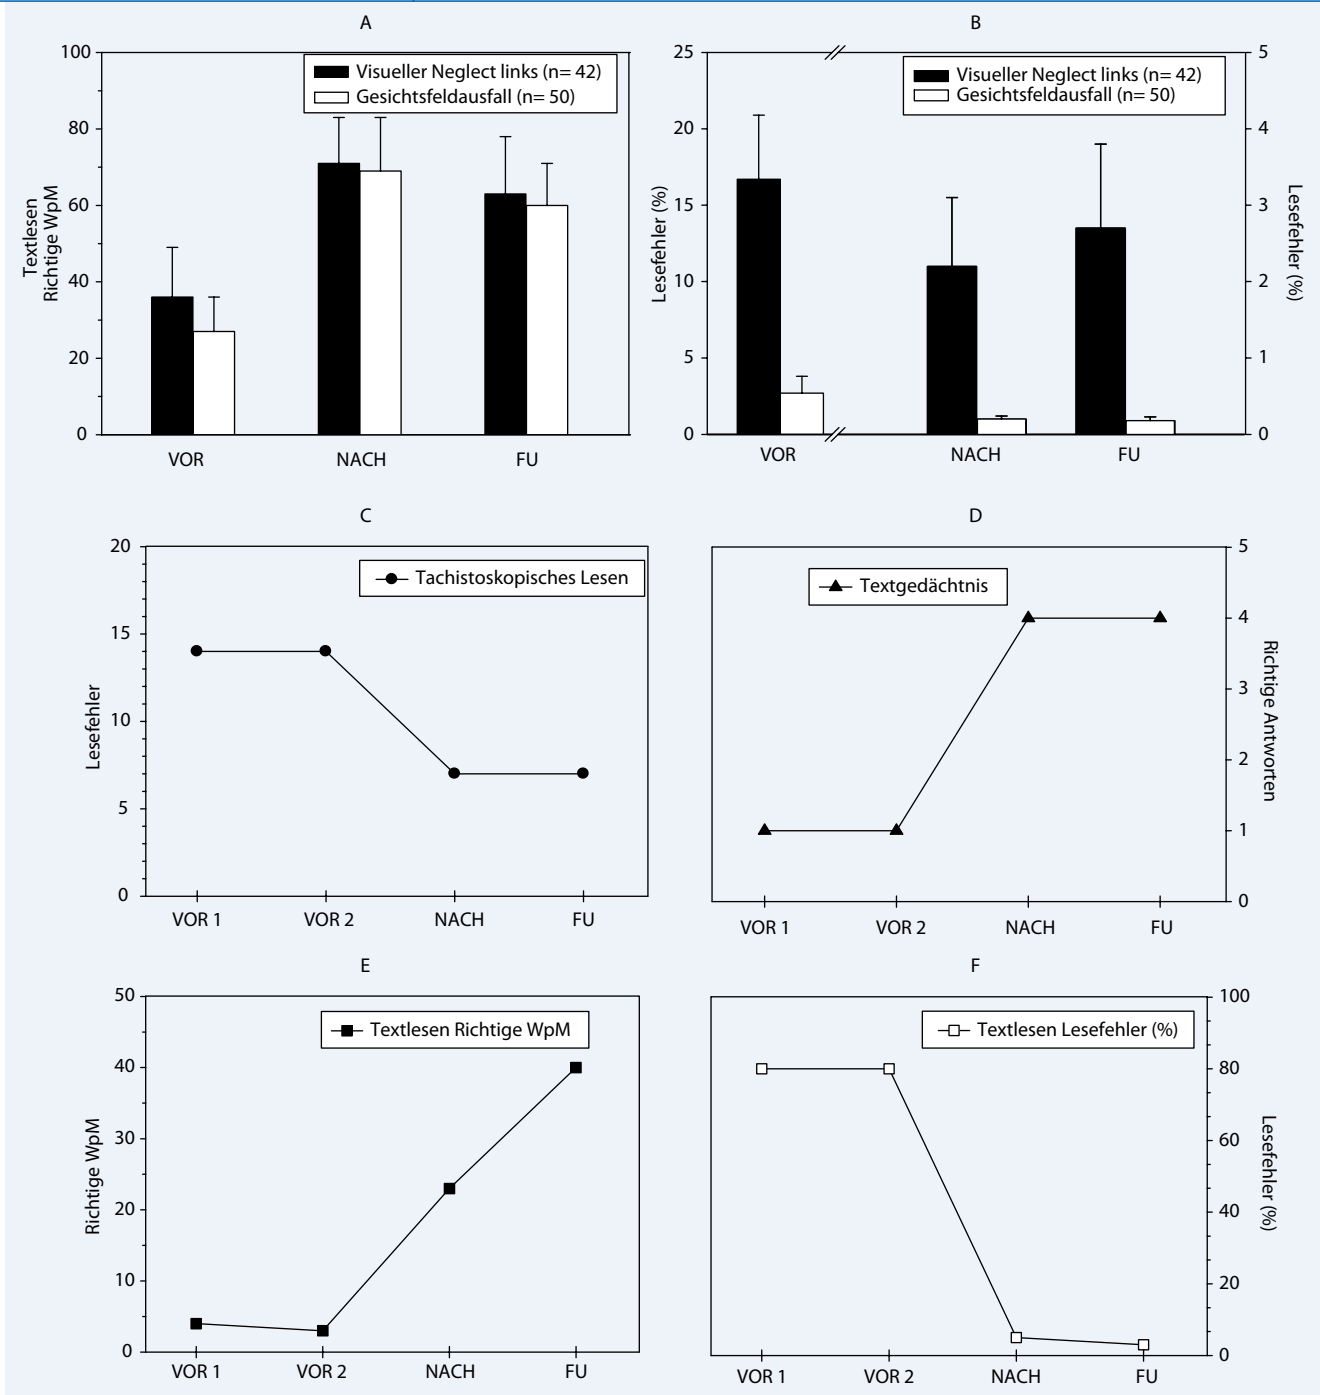 A
100
80
60
40
20
0
Textlesen
Richtige WpM
Visueller Neglect links (n= 42)
Gesichtsfeldausfall (n= 50)
VOR NACH FU
B
25
20
15
10
5
0
Lesefehler (%)
Visueller Neglect links (n= 42)
Gesichtsfeldausfall (n= 50)
5
4
3
2
1
0
Lesefehler (%)
VOR NACH FU
C
20
15
10
5
0
Lesefehler
Tachistoskopisches Lesen
VOR 1 VOR 2 NACH FU
D
Textgedächtnis
5
4
3
2
1
0
Richtige Antworten
VOR 1 VOR 2 NACH FU
E
50
40
30
20
10
0
Richtige WpM
Textlesen Richtige WpM
VOR 1 VOR 2 NACH FU
F
Textlesen Lesefehler (%)
100
80
60
40
20
0
Lesefehler (%)
VOR 1 VOR 2 NACH FU